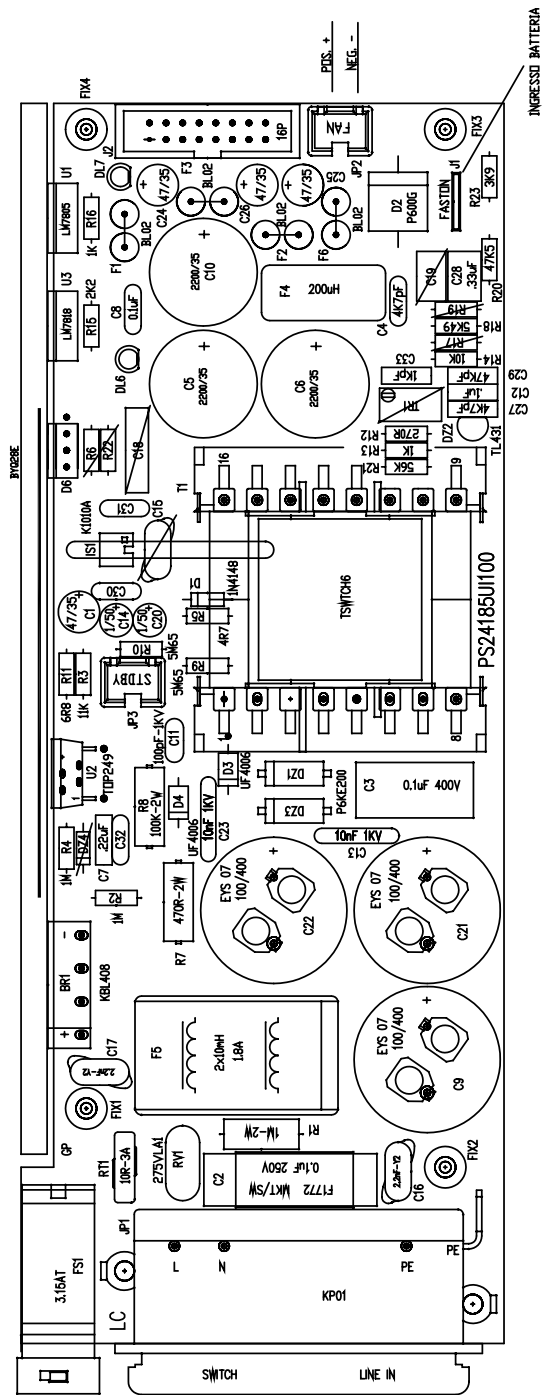 POS. +
NEG. -
INGRESSO BATTERIA
FIX4
J2
16P
FAN
JP2
FIX3
U1
LM7805
R16
1K
DL7
F1
BL02
C24
47/35
F3
BL02
C26
47/35
BL02
F2
C25
47/35
F6
BL02
D2
P600G
J1
FASTON
R23
3K9
U3
LM7818
R15
2K2
C8
0.1uF
C10
2200/35
F4
200uH
C4
4K7pF
C19
C28
.33uF
47K5
R20
R19
5K49
R18
R17
10K
R14
DL6
C5
2200/35
C6
2200/35
C33
1KpF
TR1
47KpF
C29
.1uF
C12
4K7pF
C27
BYQ28E
D6
R6
R22
C18
270R
R12
1K
R13
56K
R21
DZ2
TL431
K1010A
IS1
C31
C15
T1
16
9
TSWTCH6
PS24185UI100
1
8
47/35
C1
C30
1/50
C14
1/50
C20
D1
1N4148
R5
4R7
R9
5M65
R10
5M65
STDBY
JP3
R11
6R8
R3
11K
100pF-1KV
C11
U2
TOP249
1
R8
100K-2W
D4
UF4006
D3
UF4006
10nF 1KV
C23
DZ1
DZ3
P6KE200
C3
0.1uF 400V
R4
1M
DZ4
.22uF
C7
C32
R2
1M
470R-2W
R7
10nF 1KV
C13
EYS 07
100/400
C22
EYS 07
100/400
C21
EYS 07
100/400
C9
BR1
KBL408
+
-
F5
2x10mH
1.8A
C17
2.2nF-Y2
FIX1
GP
RT1
10R-3A
275VLA1
RV1
R1
1M-2W
C2
F1772 MKT/SW
0.1uF 250V
2.2nF-Y2
C16
FIX2
3.15AT
FS1
JP1
L
N
PE
PE
LC
KP01
SWITCH
LINE IN